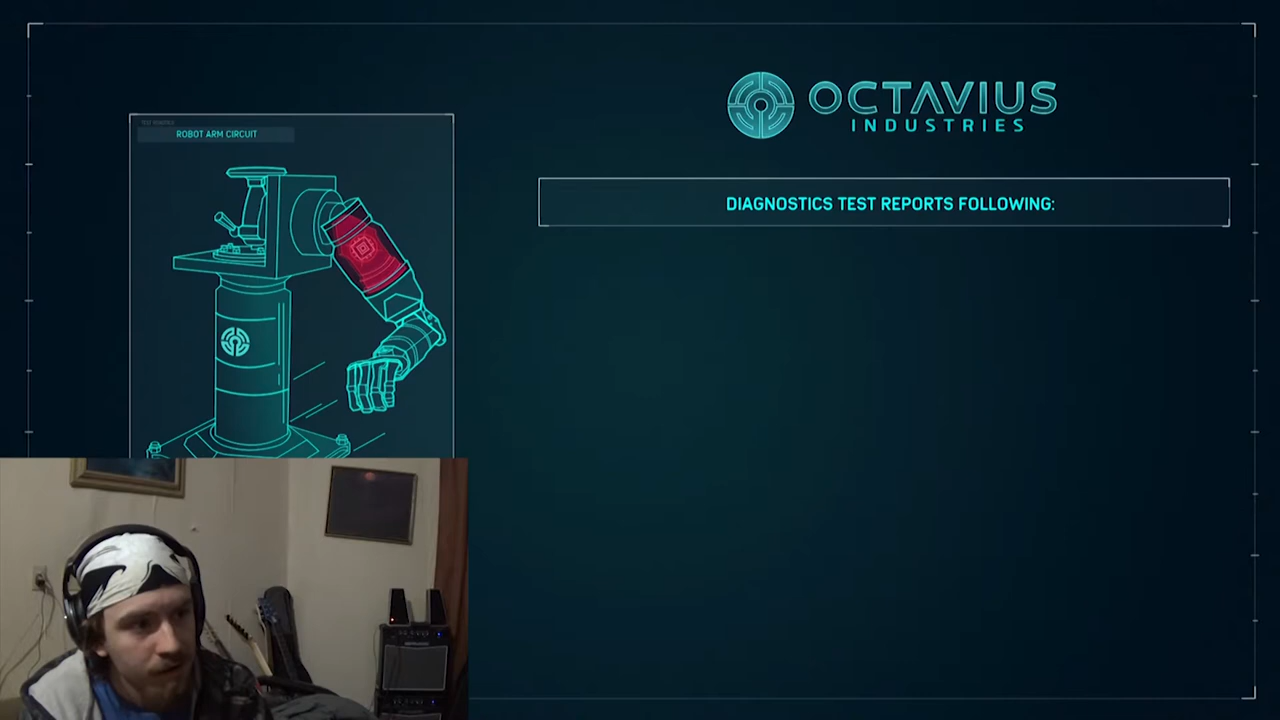 OCTAVIUS
INDUSTRIES
ROBOT ARM CIRCUIT
DIAGNOSTICS TEST REPORTS FOLLOWING: